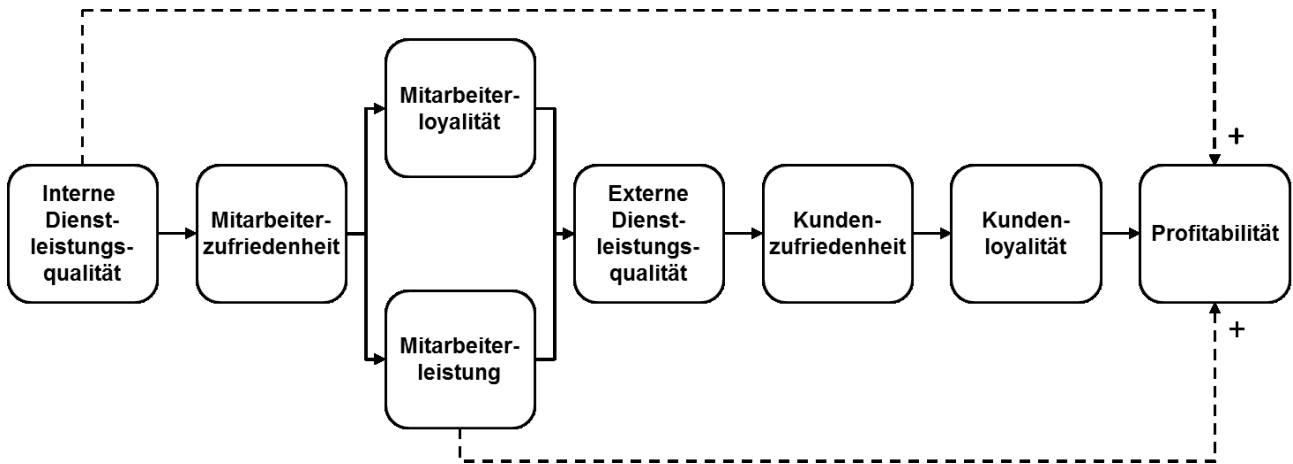 Interne
Dienst-
leistungs-
qualität
Mitarbeiter-
zufriedenheit
Mitarbeiter-
loyalität
Mitarbeiter-
leistung
Externe
Dienst-
leistungs-
qualität
Kunden-
zufriedenheit
Kunden-
loyalität
Profitabilität
+
+